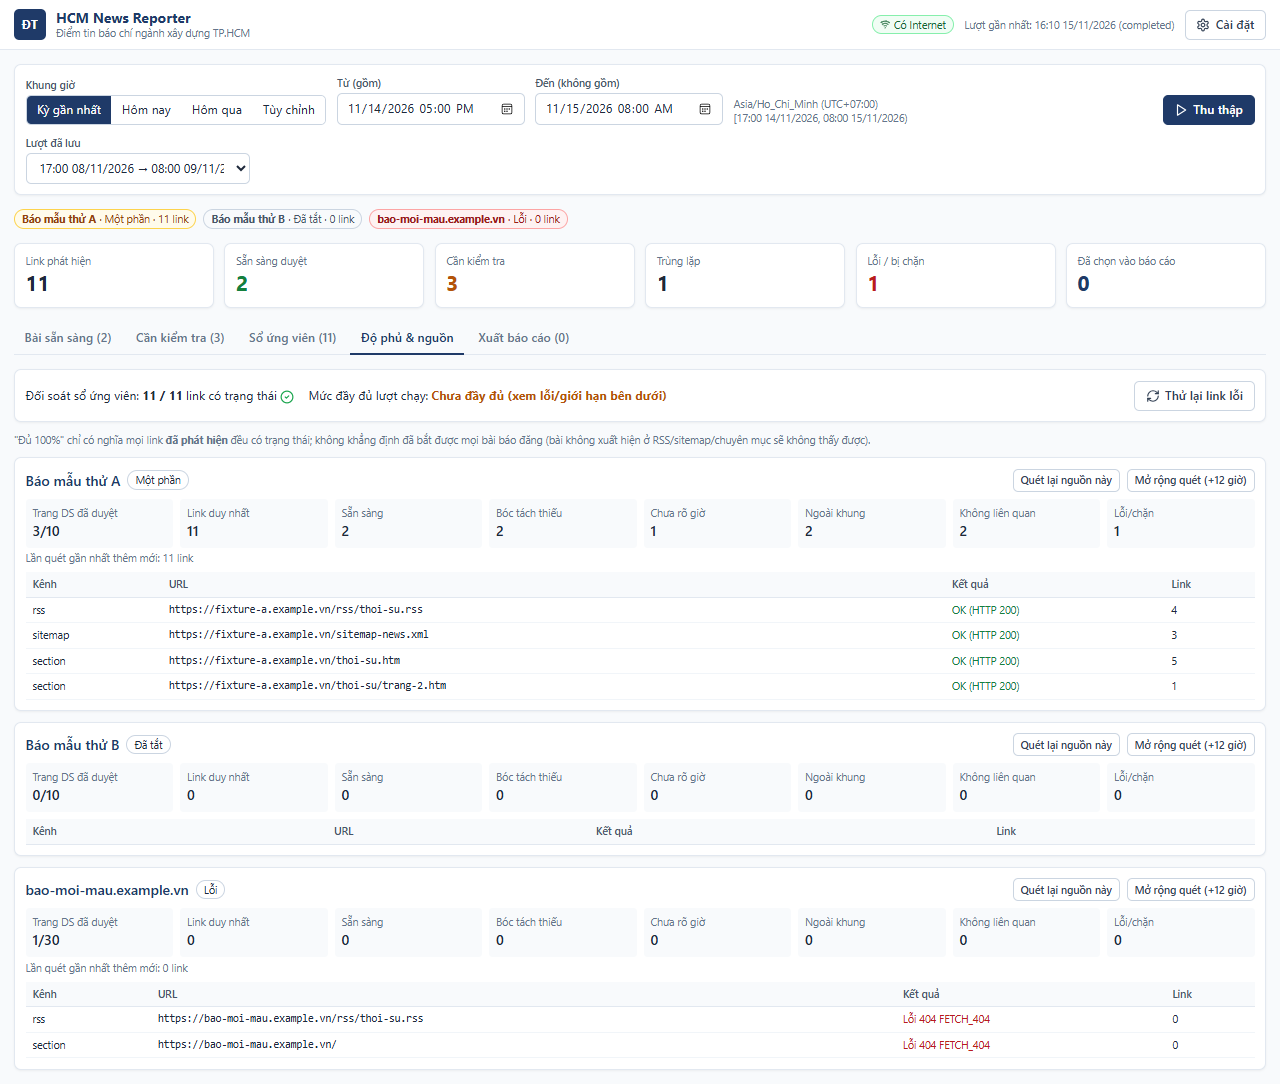 ĐT
HCM News Reporter
Điểm tin báo chí ngành xây dựng TP.HCM
Có Internet
Lượt gần nhất: 16:10 15/11/2026 (completed)
Cài đặt
Khung giờ
Kỳ gần nhất
Hôm nay
Hôm qua
Tùy chỉnh
Từ (gồm)
11/14/2026 05:00 PM
Đến (không gồm)
11/15/2026 08:00 AM
Asia/Ho_Chi_Minh (UTC+07:00)
[17:00 14/11/2026, 08:00 15/11/2026)
Thu thập
Lượt đã lưu
17:00 08/11/2026 → 08:00 09/11/2
Báo mẫu thử A · Một phần · 11 link
Báo mẫu thử B · Đã tắt · 0 link
bao-moi-mau.example.vn · Lỗi · 0 link
Link phát hiện
11
Sẵn sàng duyệt
2
Cần kiểm tra
3
Trùng lặp
1
Lỗi / bị chặn
1
Đã chọn vào báo cáo
0
Bài sẵn sàng (2)
Cần kiểm tra (3)
Sổ ứng viên (11)
Độ phủ & nguồn
Xuất báo cáo (0)
Đối soát sổ ứng viên: 11 / 11 link có trạng thái
Mức đầy đủ lượt chạy: Chưa đầy đủ (xem lỗi/giới hạn bên dưới)
Thử lại link lỗi
"Đủ 100%" chỉ có nghĩa mọi link đã phát hiện đều có trạng thái; không khẳng định đã bắt được mọi bài báo đăng (bài không xuất hiện ở RSS/sitemap/chuyên mục sẽ không thấy được).
Báo mẫu thử A
Một phần
Quét lại nguồn này
Mở rộng quét (+12 giờ)
Trang DS đã duyệt
3/10
Link duy nhất
11
Sẵn sàng
2
Bóc tách thiếu
2
Chưa rõ giờ
1
Ngoài khung
2
Không liên quan
2
Lỗi/chặn
1
Lần quét gần nhất thêm mới: 11 link
Kênh URL Kết quả Link
rss https://fixture-a.example.vn/rss/thoi-su.rss OK (HTTP 200) 4
sitemap https://fixture-a.example.vn/sitemap-news.xml OK (HTTP 200) 3
section https://fixture-a.example.vn/thoi-su.htm OK (HTTP 200) 5
section https://fixture-a.example.vn/thoi-su/trang-2.htm OK (HTTP 200) 1
Báo mẫu thử B
Đã tắt
Quét lại nguồn này
Mở rộng quét (+12 giờ)
Trang DS đã duyệt
0/10
Link duy nhất
0
Sẵn sàng
0
Bóc tách thiếu
0
Chưa rõ giờ
0
Ngoài khung
0
Không liên quan
0
Lỗi/chặn
0
Kênh URL Kết quả Link
bao-moi-mau.example.vn
Lỗi
Quét lại nguồn này
Mở rộng quét (+12 giờ)
Trang DS đã duyệt
1/30
Link duy nhất
0
Sẵn sàng
0
Bóc tách thiếu
0
Chưa rõ giờ
0
Ngoài khung
0
Không liên quan
0
Lỗi/chặn
0
Lần quét gần nhất thêm mới: 0 link
Kênh URL Kết quả Link
rss https://bao-moi-mau.example.vn/rss/thoi-su.rss Lỗi 404 FETCH_404 0
section https://bao-moi-mau.example.vn/ Lỗi 404 FETCH_404 0